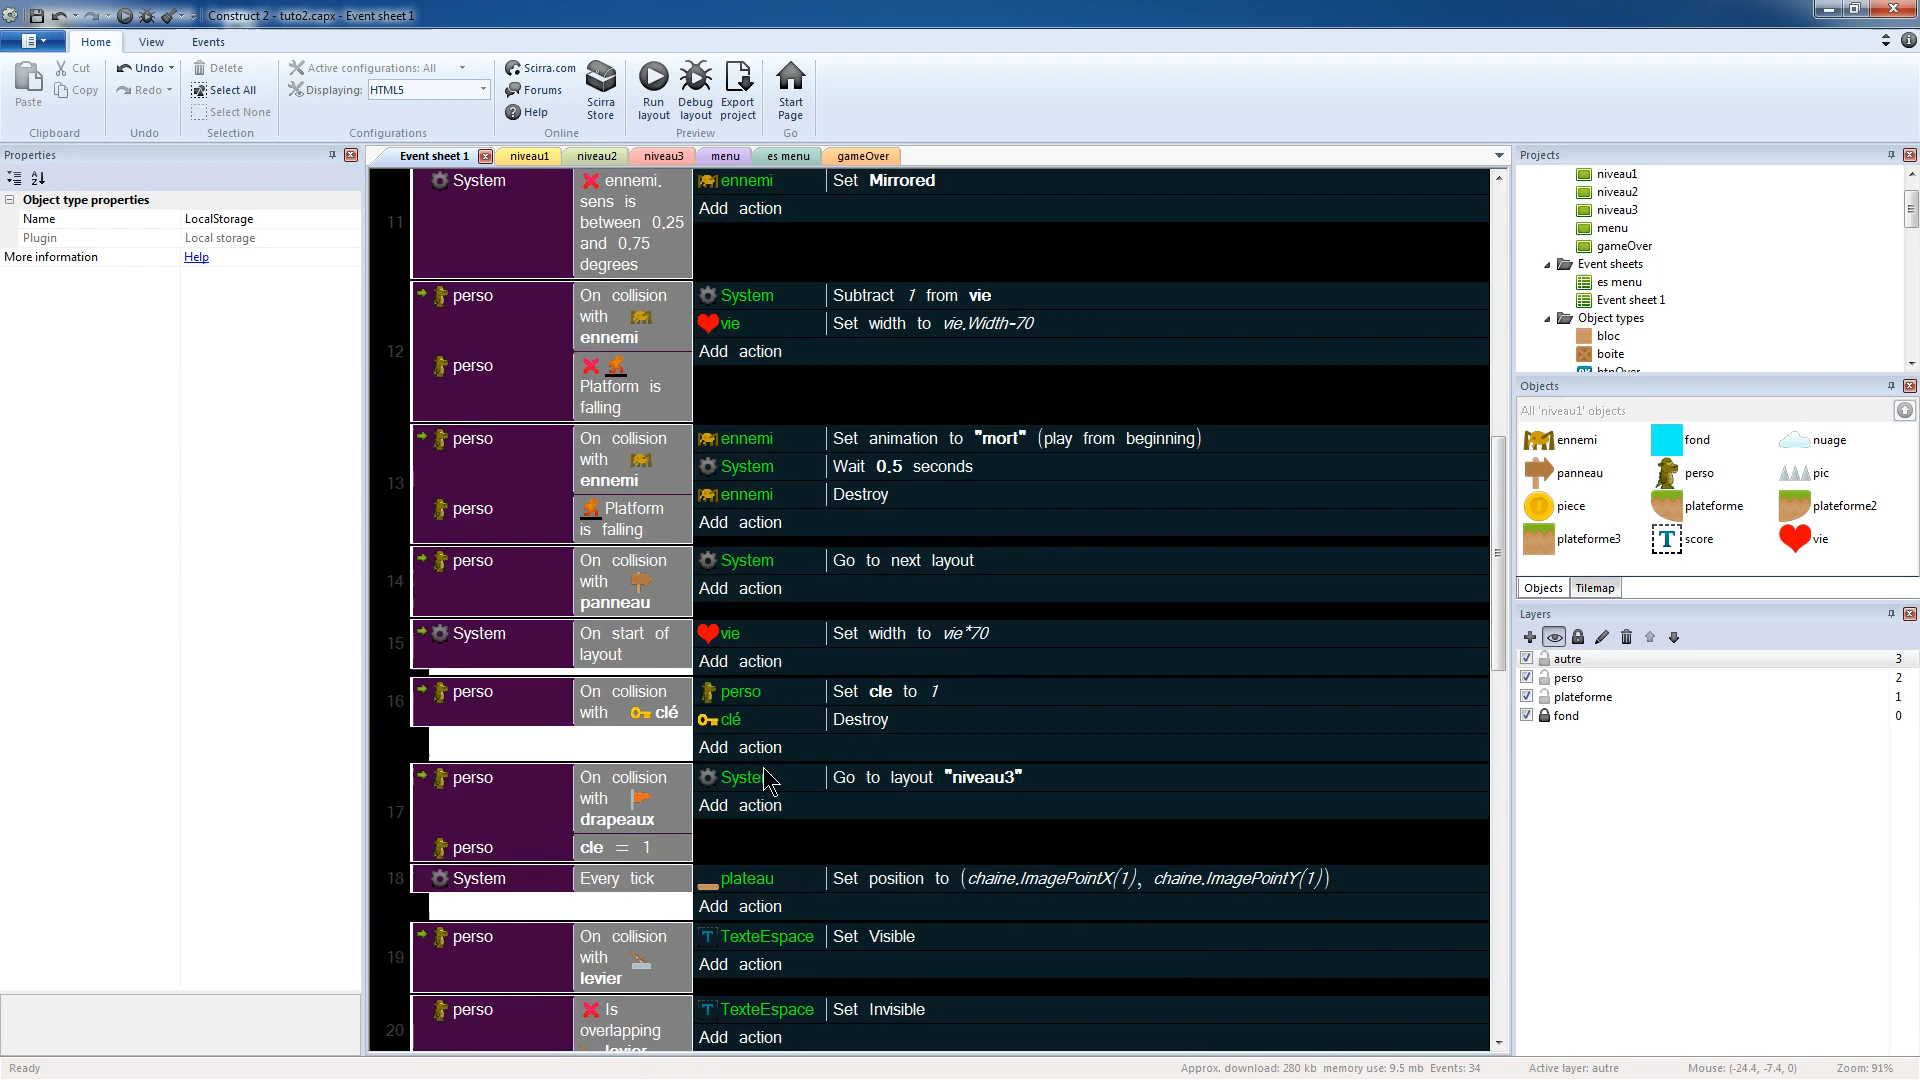 Construct 2 - tuto2.capx - Event sheet 1
Home View Events
Paste
Cut
Copy
Clipboard
Undo
Redo
Undo
Delete
Select All
Select None
Selection
Active configurations: All
Displaying: HTML5
Configurations
Scirra.com
Forums
Help
Scirra Store
Online
Run layout
Debug layout
Export project
Preview
Start Page
Go
Properties
Object type properties
Name LocalStorage
Plugin Local storage
More information Help
Event sheet 1 niveau1 niveau2 niveau3 menu es menu gameOver
11
System
ennemi.
sens is
between 0.25
and 0.75
degrees
ennemi Set Mirrored
Add action
12
perso
On collision
with
ennemi
perso
Platform is
falling
System Subtract 1 from vie
vie Set width to vie.Width-70
Add action
13
perso
On collision
with
ennemi
perso
Platform
is falling
ennemi Set animation to "mort" (play from beginning)
System Wait 0.5 seconds
ennemi Destroy
Add action
14
perso
On collision
with
panneau
System Go to next layout
Add action
15
System
On start of
layout
vie Set width to vie*70
Add action
16
perso
On collision
with clé
perso Set cle to 1
clé Destroy
Add action
17
perso
On collision
with
drapeaux
perso cle = 1
Syste Go to layout "niveau3"
Add action
18
System Every tick
plateau Set position to (chaine.ImagePointX(1), chaine.ImagePointY(1))
Add action
19
perso
On collision
with
levier
TexteEspace Set Visible
Add action
20
perso
Is
overlapping
levier
TexteEspace Set Invisible
Add action
Projects
niveau1
niveau2
niveau3
menu
gameOver
Event sheets
es menu
Event sheet 1
Object types
bloc
boite
btnOver
Objects
All 'niveau1' objects
ennemi fond nuage
panneau perso pic
piece plateforme plateforme2
plateforme3 score vie
Objects Tilemap
Layers
autre 3
perso 2
plateforme 1
fond 0
Ready
Approx. download: 280 kb memory use: 9.5 mb Events: 34 Active layer: autre Mouse: (-24.4, -7.4, 0) Zoom: 91%